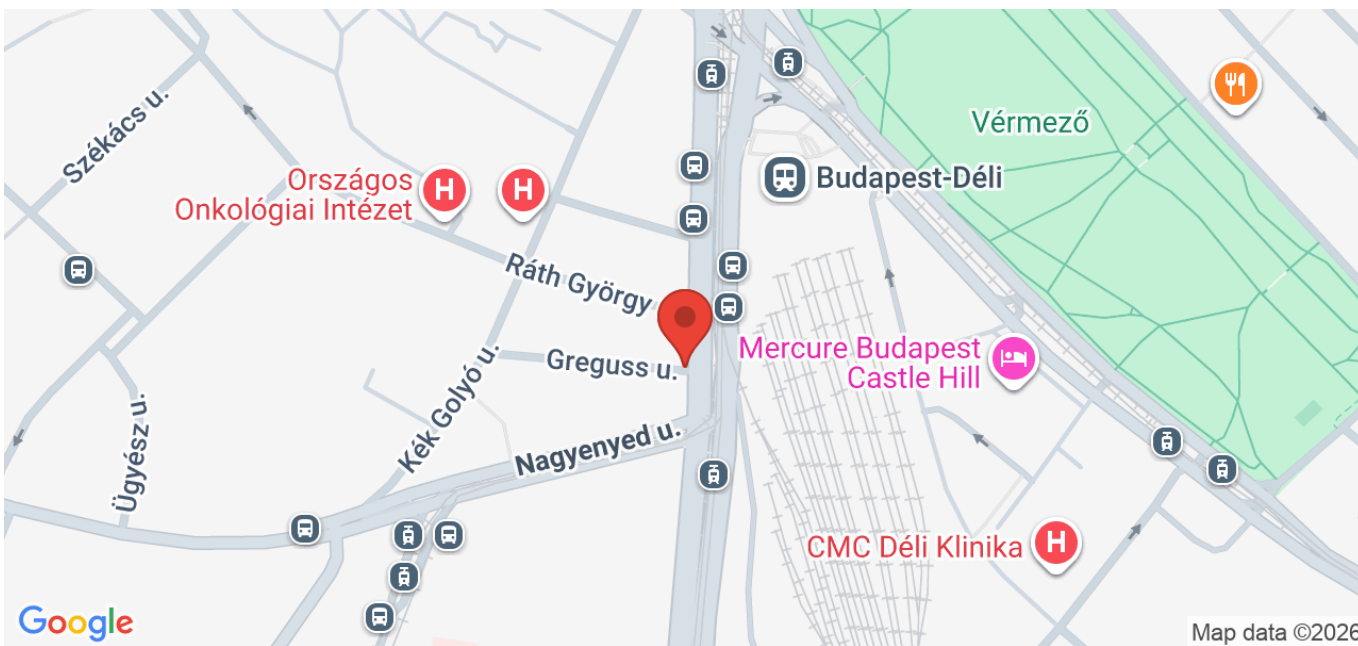 Székács u.
Vérmező
Országos
Onkológiai Intézet
H
H
Budapest-Déli
Ráth György
Greguss u.
Mercure Budapest
Castle Hill
Kék Golyó u.
Ügyész u.
Nagyenyed u.
CMC Déli Klinika
H
Google
Map data ©2026